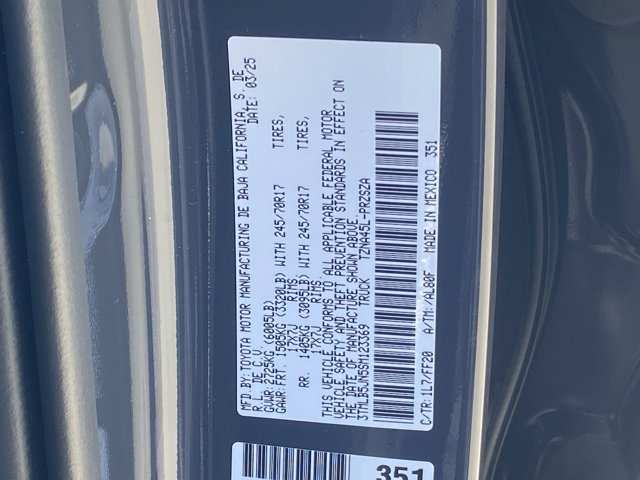 MFD.BY:TOYOTA MOTOR MANUFACTURING DE BAJA CALIFORNIA, S. DE
R.L. DE C.V. DATE: 03/25
GVWR:2725KG (6005LB)
GAWR:FRT. 1505KG (3320LB) WITH 245/70R17 TIRES,
17X7J RIMS,
RR. 1405KG (3095LB) WITH 245/70R17 TIRES,
17X7J RIMS.
THIS VEHICLE CONFORMS TO ALL APPLICABLE FEDERAL MOTOR
VEHICLE SAFETY AND THEFT PREVENTION STANDARDS IN EFFECT ON
THE DATE OF MANUFACTURE SHOWN ABOVE.
3TMLB5JN5SM123369 TRUCK TZNA45L-PRZSZA
C/TR:1L7/FF20 A/TM:-/AL80F MADE IN MEXICO 351
351